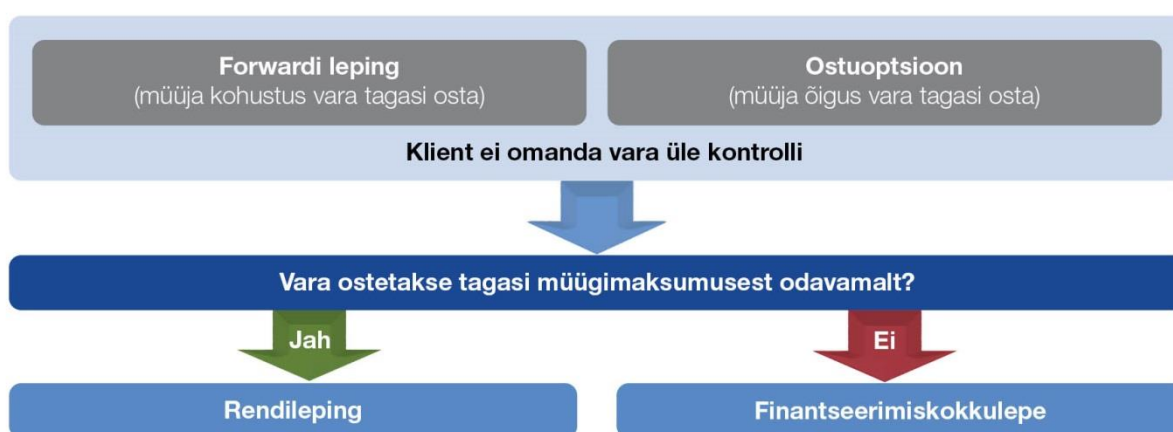 Forwardi leping
(müüja kohustus vara tagasi osta)
Ostuoptsioon
(müüja õigus vara tagasi osta)
Klient ei omanda vara üle kontrolli
Vara ostetakse tagasi müügimaksumusest odavamalt?
Jah
Ei
Rendileping
Finantseerimiskokkulepe